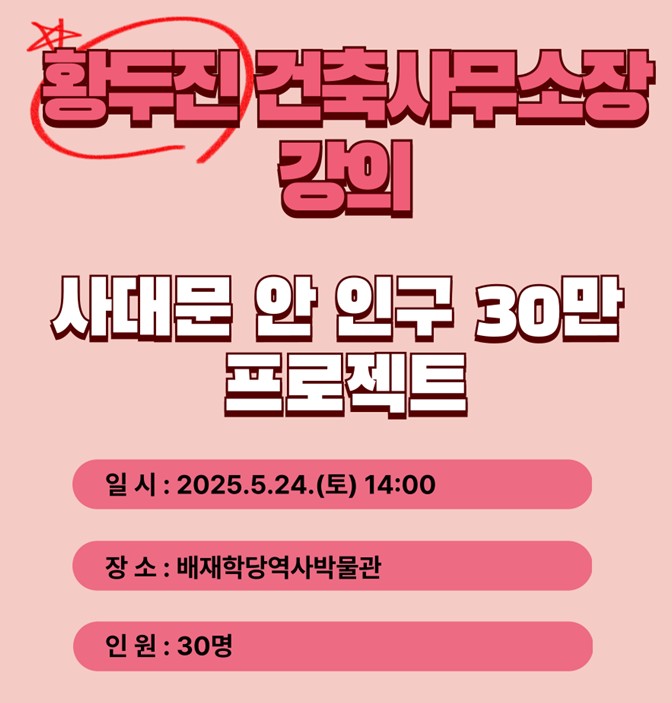 황두진 건축사무소장
강의
사대문 안 인구 30만
프로젝트
일 시 : 2025.5.24.(토) 14:00
장 소 : 배재학당역사박물관
인 원 : 30명